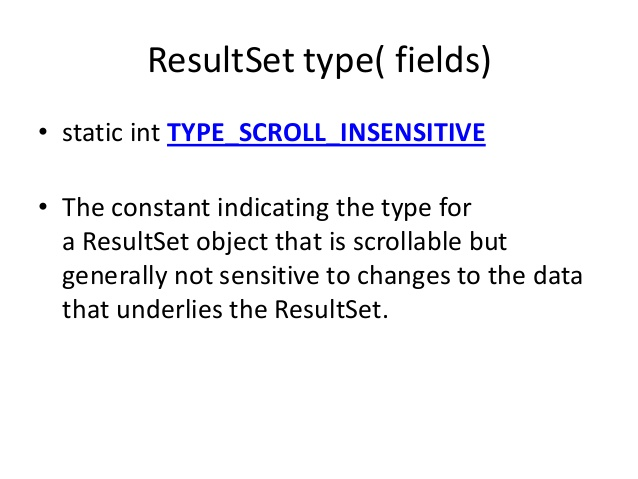 ResultSet type( fields)
• static int TYPE_SCROLL_INSENSITIVE
• The constant indicating the type for
a ResultSet object that is scrollable but
generally not sensitive to changes to the data
that underlies the ResultSet.